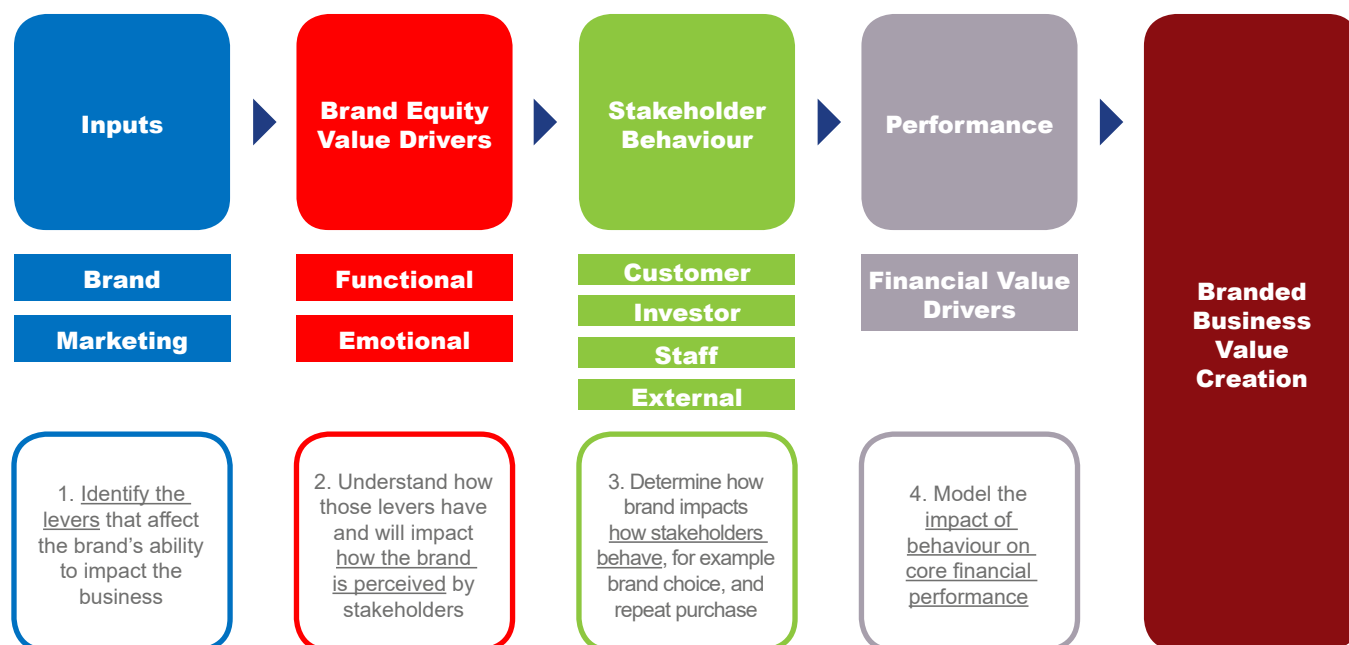 Inputs
Brand Equity
Value Drivers
Stakeholder
Behaviour
Performance
Brand
Marketing
Functional
Emotional
Customer
Investor
Staff
External
Financial Value
Drivers
Branded
Business
Value
Creation
1. Identify the
levers that affect
the brand’s ability
to impact the
business
2. Understand how
those levers have
and will impact
how the brand
is perceived by
stakeholders
3. Determine how
brand impacts
how stakeholders
behave, for example
brand choice, and
repeat purchase
4. Model the
impact of
behaviour on
core financial
performance